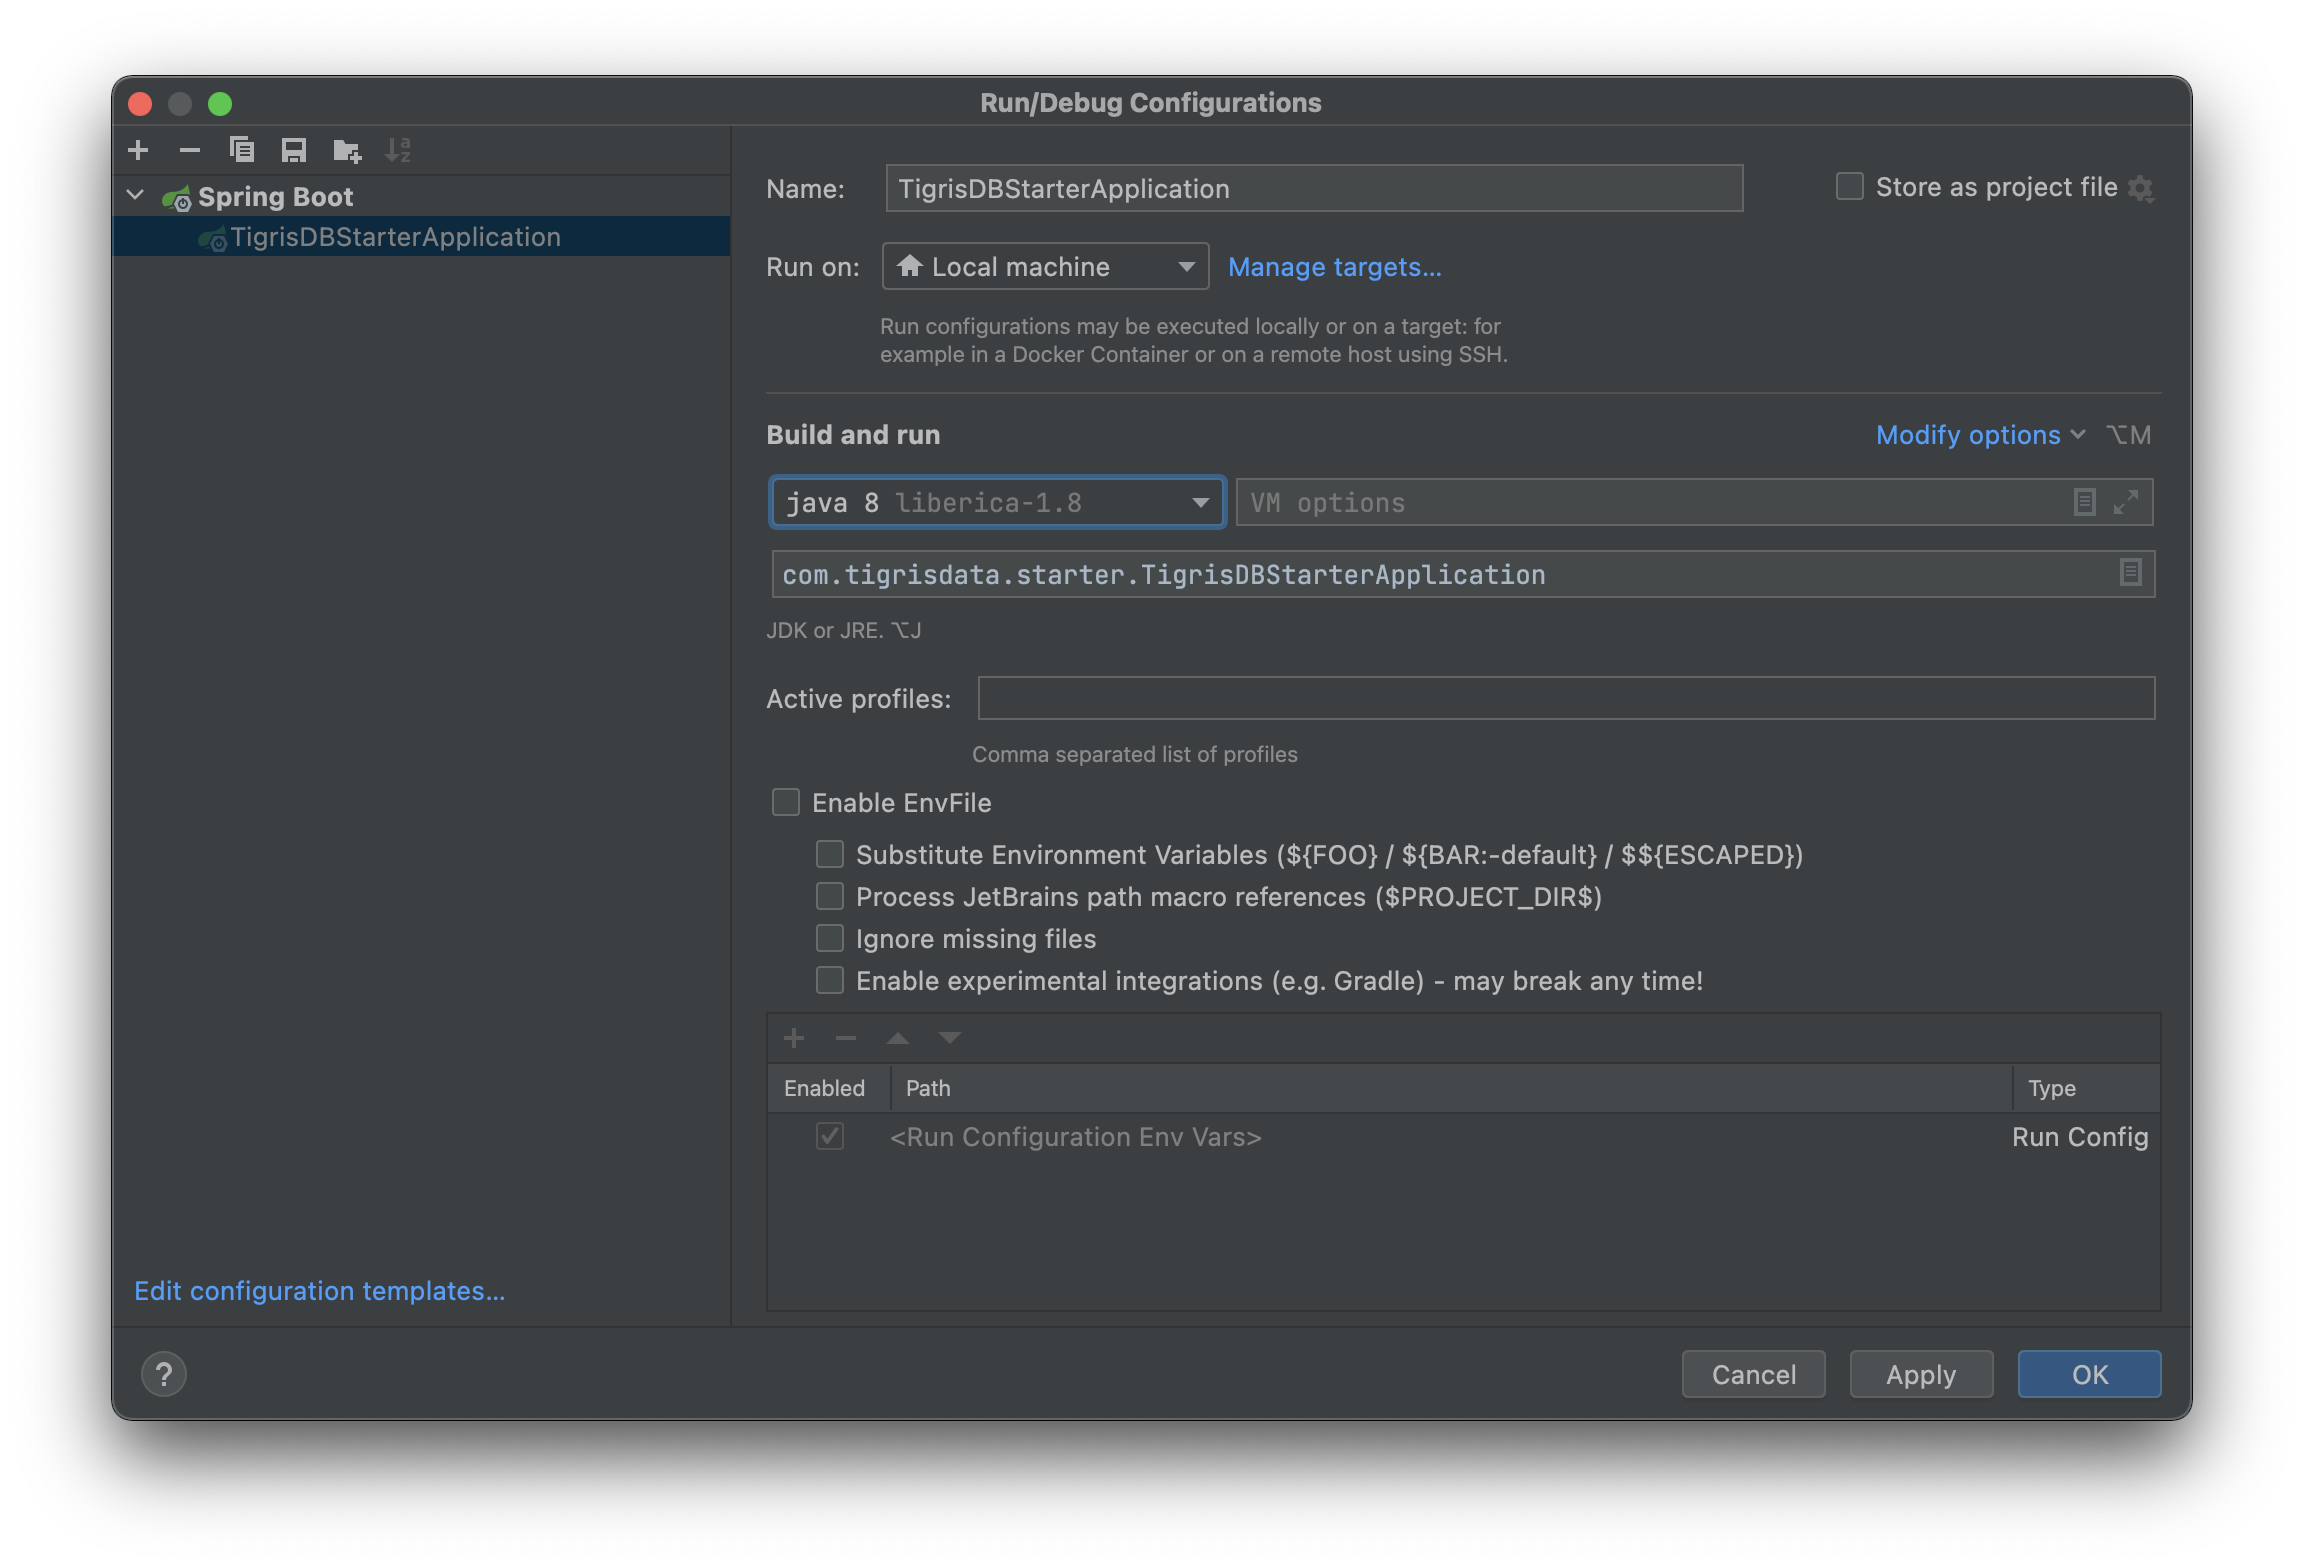 Run/Debug Configurations
Spring Boot
TigrisDBStarterApplication
Edit configuration templates...
Name: TigrisDBStarterApplication
Store as project file
Run on: Local machine Manage targets...
Run configurations may be executed locally or on a target: for
example in a Docker Container or on a remote host using SSH.
Build and run
Modify options ⌥M
java 8 liberica-1.8
VM options
com.tigrisdata.starter.TigrisDBStarterApplication
JDK or JRE. ⌥J
Active profiles:
Comma separated list of profiles
Enable EnvFile
Substitute Environment Variables (${FOO} / ${BAR:-default} / $${ESCAPED})
Process JetBrains path macro references ($PROJECT_DIR$)
Ignore missing files
Enable experimental integrations (e.g. Gradle) - may break any time!
Enabled Path Type
<Run Configuration Env Vars> Run Config
? Cancel Apply OK